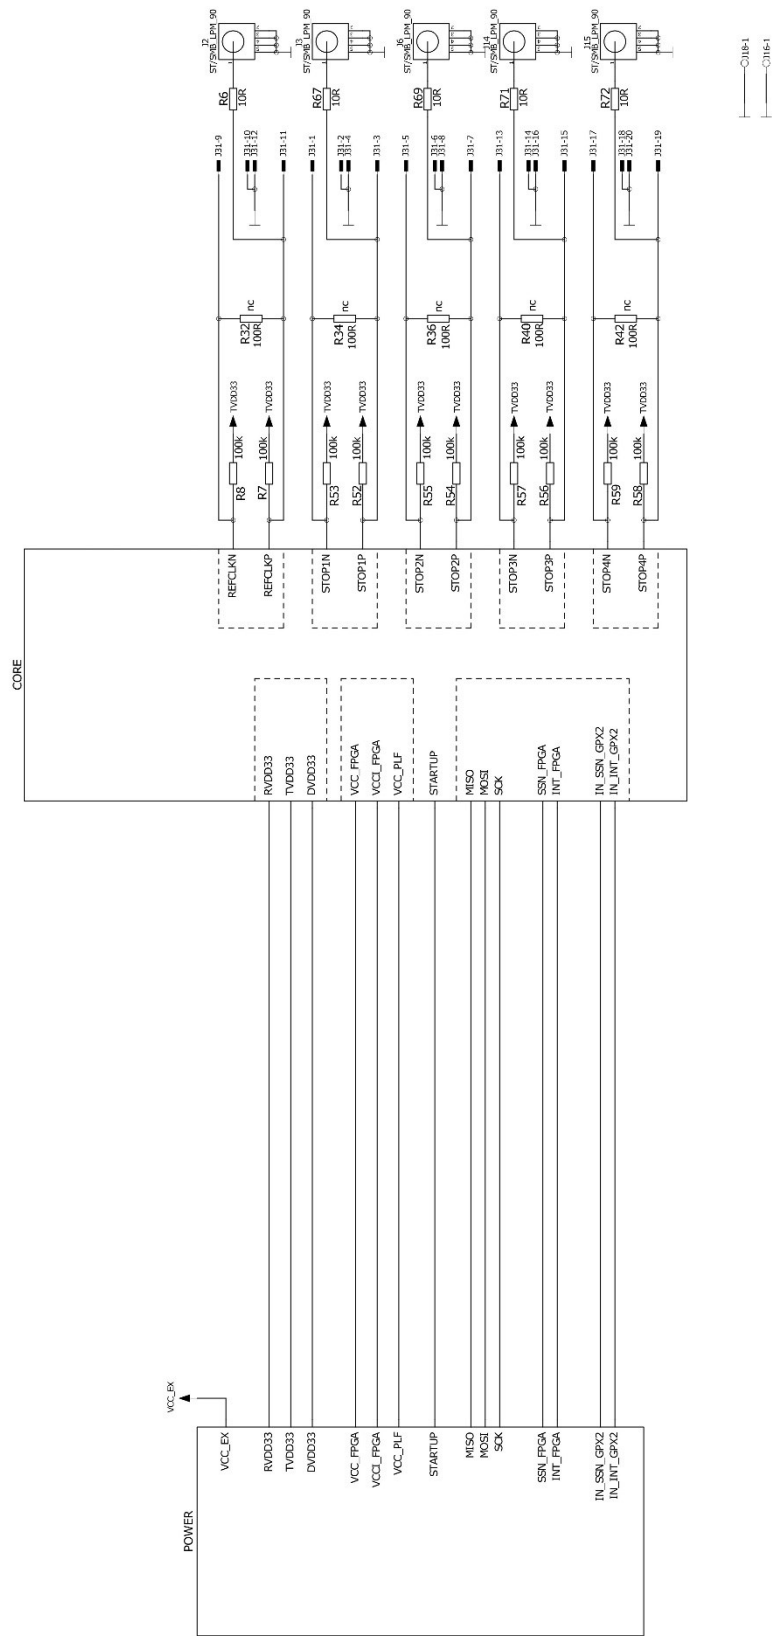 J2
ST/SMB_LPM_90
R6
10R
J31-9
J31-10
J31-12
J31-11
nc
R32
100R
TVDD33
TVDD33
100k
100k
R8
R7
REFCLKN
REFCLKP
J3
ST/SMB_LPM_90
R67
10R
J31-1
J31-2
J31-4
J31-3
nc
R34
100R
TVDD33
TVDD33
100k
100k
R53
R52
STOP1N
STOP1P
J6
ST/SMB_LPM_90
R69
10R
J31-5
J31-6
J31-8
J31-7
nc
R36
100R
TVDD33
TVDD33
100k
100k
R55
R54
STOP2N
STOP2P
J14
ST/SMB_LPM_90
R71
10R
J31-13
J31-14
J31-16
J31-15
nc
R40
100R
TVDD33
TVDD33
100k
100k
R57
R56
STOP3N
STOP3P
J15
ST/SMB_LPM_90
R72
10R
J31-17
J31-18
J31-20
J31-19
nc
R42
100R
TVDD33
TVDD33
100k
100k
R59
R58
STOP4N
STOP4P
J18-1
J16-1
CORE
RVDD33
TVDD33
DVDD33
VCC_FPGA
VCCI_FPGA
VCC_PLF
STARTUP
MISO
MOSI
SCK
SSN_FPGA
INT_FPGA
IN_SSN_GPX2
IN_INT_GPX2
VCC_EX
POWER
VCC_EX
RVDD33
TVDD33
DVDD33
VCC_FPGA
VCCI_FPGA
VCC_PLF
STARTUP
MISO
MOSI
SCK
SSN_FPGA
INT_FPGA
IN_SSN_GPX2
IN_INT_GPX2